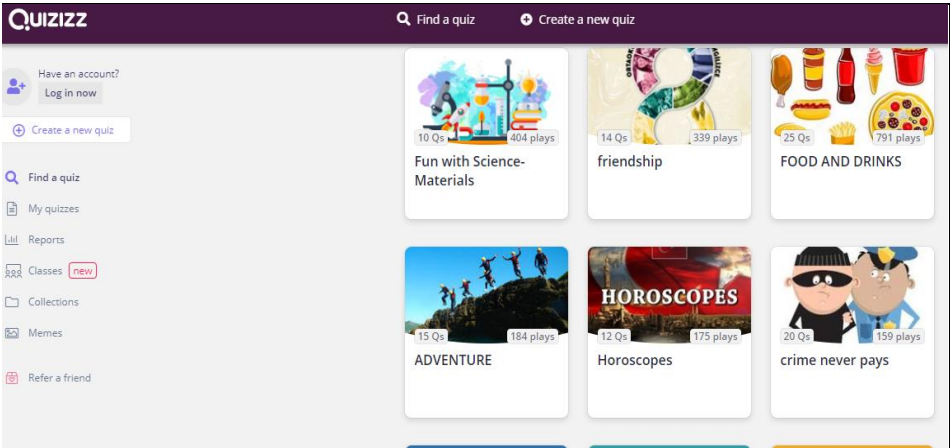 QUIZIZZ
Find a quiz
Create a new quiz
Have an account?
Log in now
Create a new quiz
Find a quiz
My quizzes
Reports
Classes new
Collections
Memes
Refer a friend
10 Qs 404 plays
Fun with Science-
Materials
14 Qs 339 plays
friendship
25 Qs 791 plays
FOOD AND DRINKS
15 Qs 184 plays
ADVENTURE
HOROSCOPES
12 Qs 175 plays
Horoscopes
20 Qs 159 plays
crime never pays